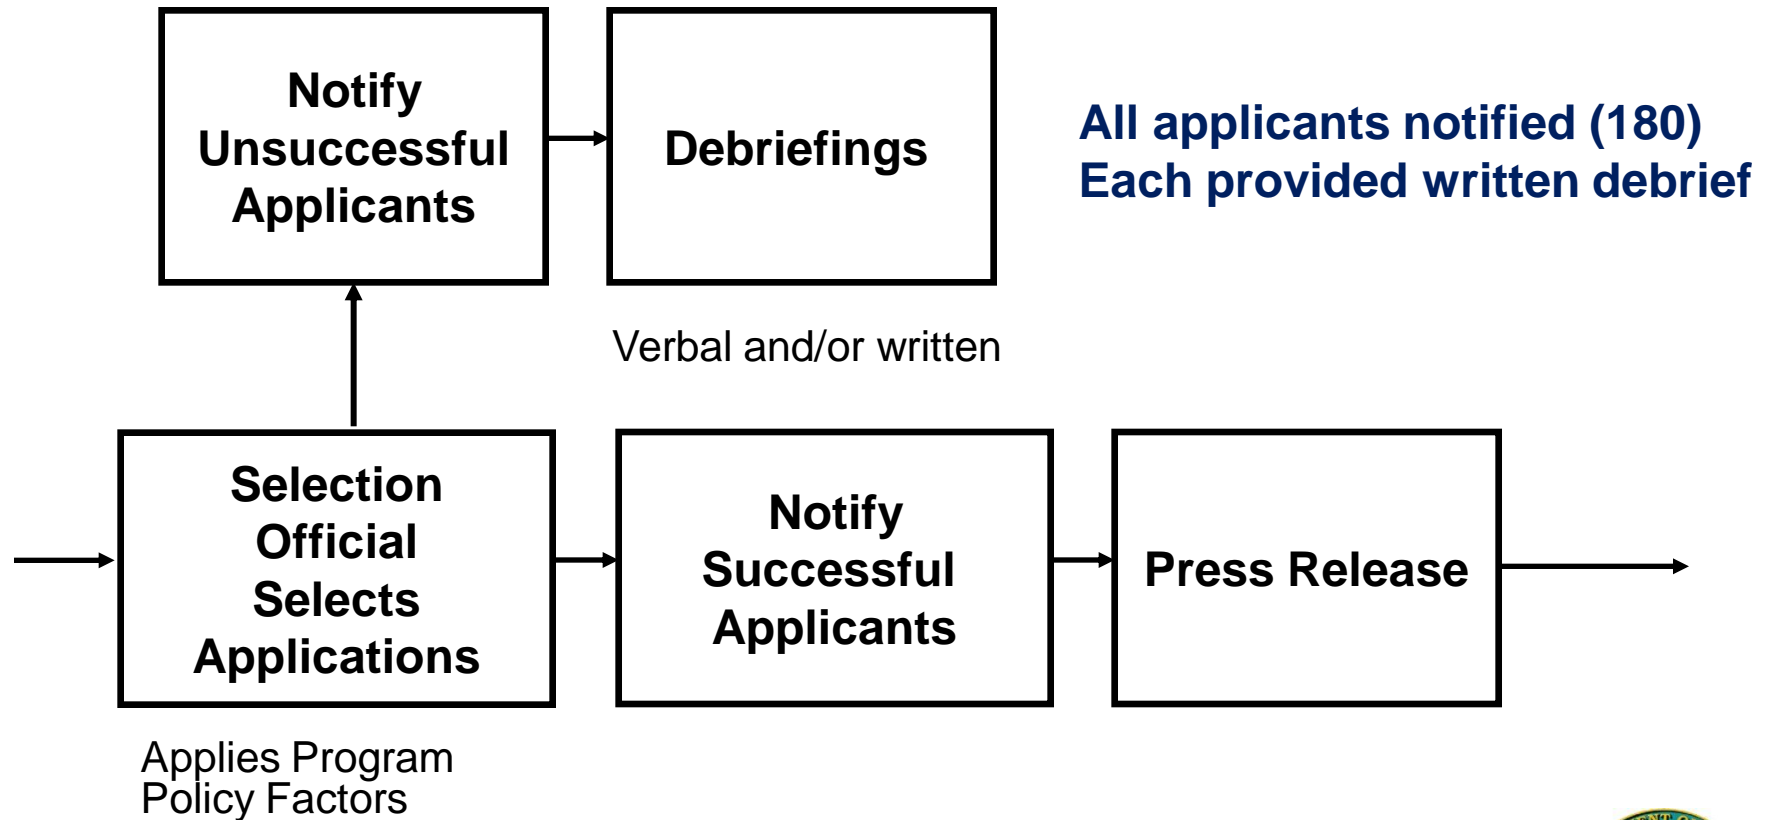 Notify
Unsuccessful
Applicants
Debriefings
All applicants notified (180)
Each provided written debrief
Verbal and/or written
Selection
Official
Selects
Applications
Notify
Successful
Applicants
Press Release
Applies Program
Policy Factors